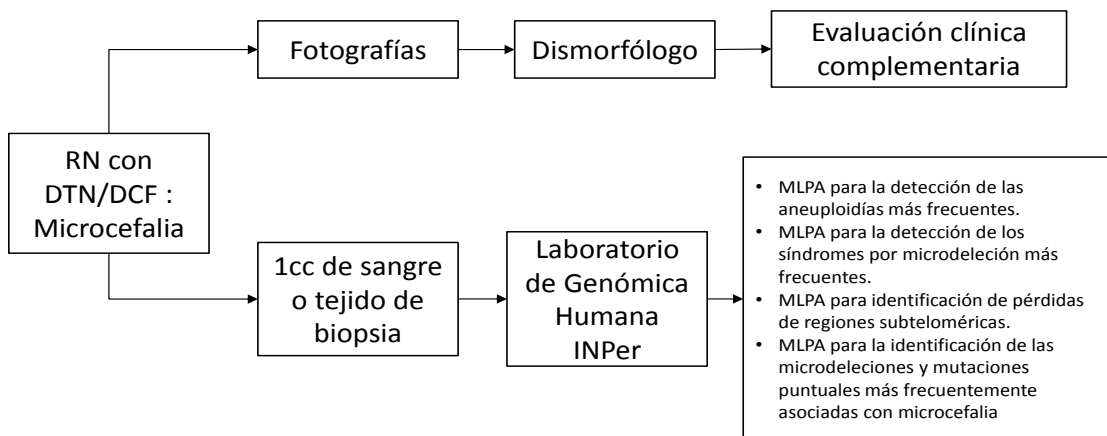 Fotografías
Dismorfólogo
Evaluación clínica
complementaria
RN con
DTN/DCF :
Microcefalia
1cc de sangre
o tejido de
biopsia
Laboratorio
de Genómica
Humana
INPer
• MLPA para la detección de las
aneuploidías más frecuentes.
• MLPA para la detección de los
síndromes por microdeleción más
frecuentes.
• MLPA para identificación de pérdidas
de regiones subteloméricas.
• MLPA para la identificación de las
microdeleciones y mutaciones
puntuales más frecuentemente
asociadas con microcefalia